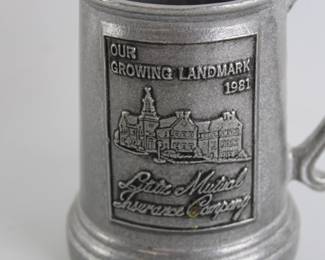 OUR
GROWING LANDMARK
1981
Lititz Mutual
Insurance Company